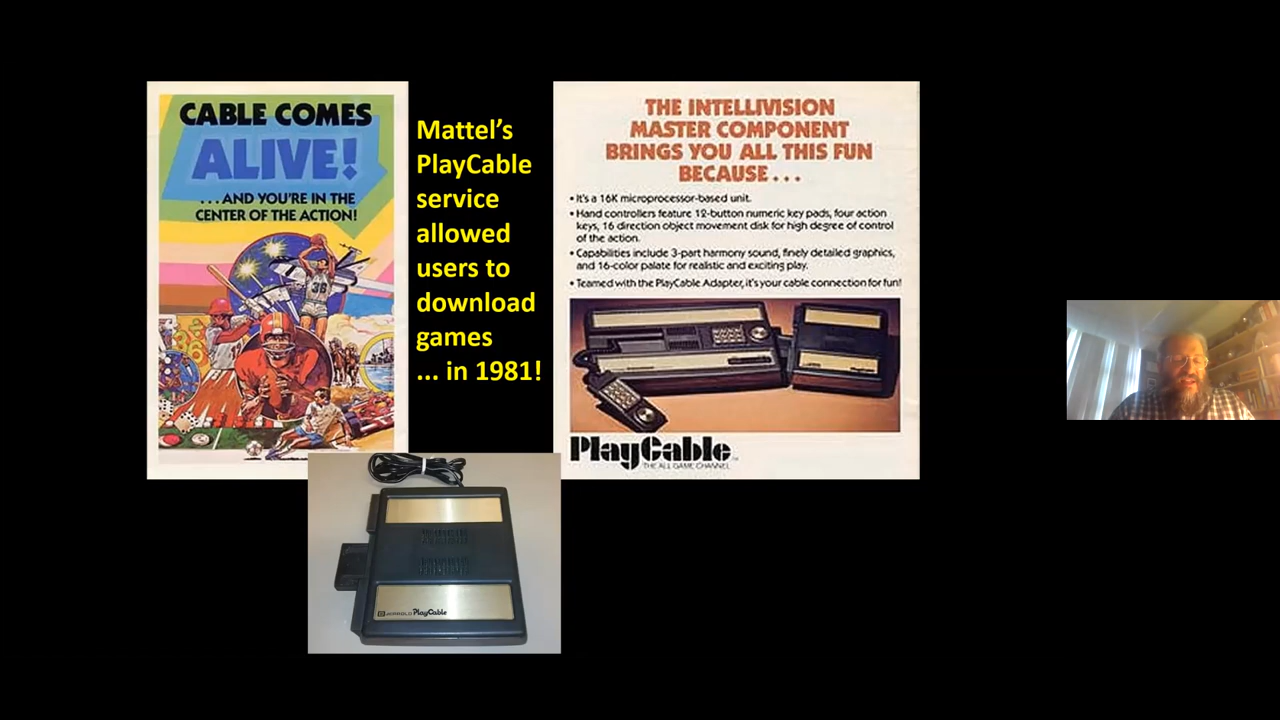 CABLE COMES
ALIVE!
...AND YOU'RE IN THE
CENTER OF THE ACTION!
36
Mattel's
PlayCable
service
allowed
users to
download
games
... in 1981!
THE INTELLIVISION
MASTER COMPONENT
BRINGS YOU ALL THIS FUN
BECAUSE...
• It's a 16K microprocessor-based unit.
• Hand controllers feature 12-button numeric key pads, four action
keys, 16 direction object movement disk for high degree of control
of the action.
• Capabilities include 3-part harmony sound, finely detailed graphics,
and 16-color palate for realistic and exciting play.
• Teamed with the PlayCable Adapter, it's your cable connection for fun!
PlayCable
THE ALL GAME CHANNEL
JERROLD PlayCable